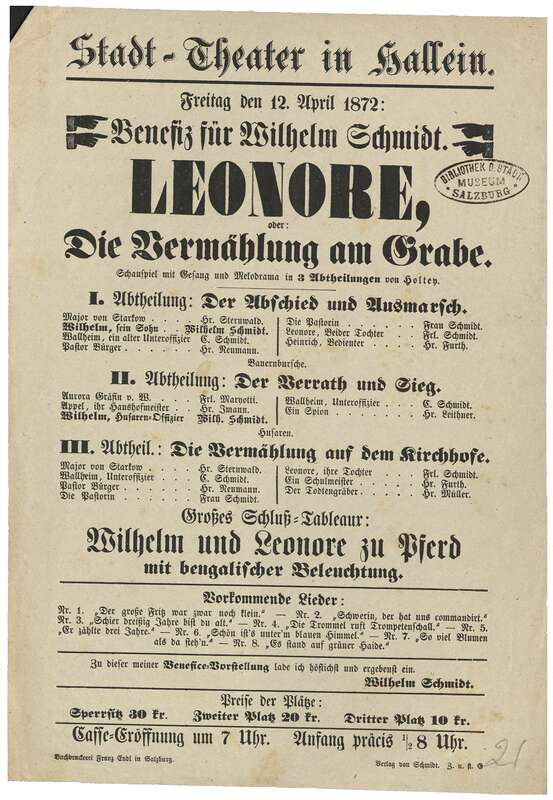 Stadt-Theater in Hallein.
Freitag den 12. April 1872:
Benefiz für Wilhelm Schmidt.
BIBLIOTHEK D. STÄDT.
MUSEUM
SALZBURG
LEONORE,
oder:
Die Vermählung am Grabe.
Schauspiel mit Gesang und Melodrama in 3 Abtheilungen von Holtey.
I. Abtheilung: Der Abschied und Ausmarsch.
Major von Starkow . . . . Hr. Sternwald.
Wilhelm, sein Sohn . . Wilhelm Schmidt.
Wallheim, ein alter Unteroffizier C. Schmidt.
Pastor Bürger . . . . . Hr. Neumann.
Die Pastorin . . . . . . . Frau Schmidt.
Leonore, Beider Tochter . . . Frl. Schmidt.
Heinrich, Bedienter . . . . . Hr. Furth.
Bauernbursche.
II. Abtheilung: Der Verrath und Sieg.
Aurora Gräfin v. W. . . . . Frl. Maryotti.
Appel, ihr Haushofmeister . . Hr. Imann.
Wilhelm, Husaren-Offizier Wilh. Schmidt.
Wallheim, Unteroffizier . . . . C. Schmidt.
Ein Spion . . . . . . . Hr. Leithner.
Husaren.
III. Abtheil.: Die Vermählung auf dem Kirchhofe.
Major von Starkow . . . . Hr. Sternwald.
Wallheim, Unteroffizier . . . C. Schmidt.
Pastor Bürger . . . . . Hr. Neumann.
Die Pastorin . . . . . . Frau Schmidt.
Leonore, ihre Tochter . . . . Frl. Schmidt.
Ein Schulmeister . . . . . Hr. Furth.
Der Todtengräber . . . . . Hr. Müller.
Großes Schluß-Tableaux:
Wilhelm und Leonore zu Pferd
mit bengalischer Beleuchtung.
Vorkommende Lieder:
Nr. 1. „Der große Fritz war zwar noch klein." — Nr. 2. „Schwerin, der hat uns commandirt."
Nr. 3. „Schier dreißig Jahre bist du alt." — Nr. 4. „Die Trommel ruft Trompetenschall." — Nr. 5.
„Er zählte drei Jahre." — Nr. 6. „Schön ist's unter'm blauen Himmel." — Nr. 7. „So viel Blumen
als da steh'n." — Nr. 8. „Es stand auf grüner Haide."
Zu dieser meiner Benefice-Vorstellung lade ich höflichst und ergebenst ein.
Wilhelm Schmidt.
Preise der Plätze:
Sperrsitz 30 kr. Zweiter Platz 20 kr. Dritter Platz 10 kr.
Casse-Eröffnung um 7 Uhr. Anfang präcis ½8 Uhr.
21
Buchdruckerei Franz Endl in Salzburg.
Verlag von Schmidt. Z. u. k.